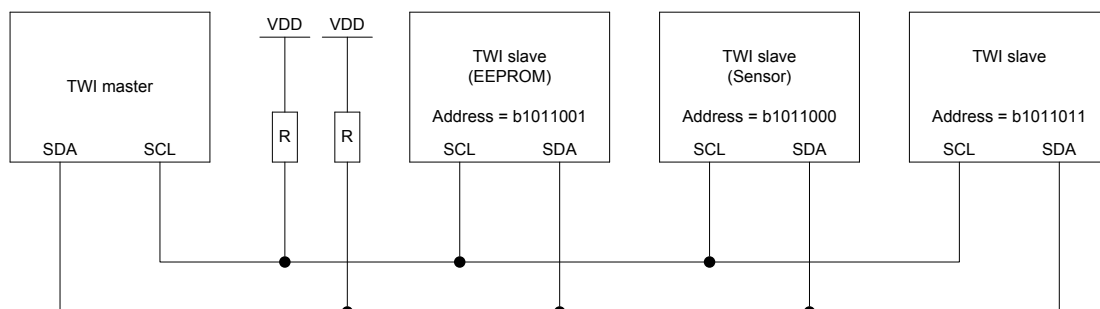 TWI master
SDA
SCL
VDD
VDD
R
R
TWI slave
(EEPROM)
Address = b1011001
SCL
SDA
TWI slave
(Sensor)
Address = b1011000
SCL
SDA
TWI slave
Address = b1011011
SCL
SDA